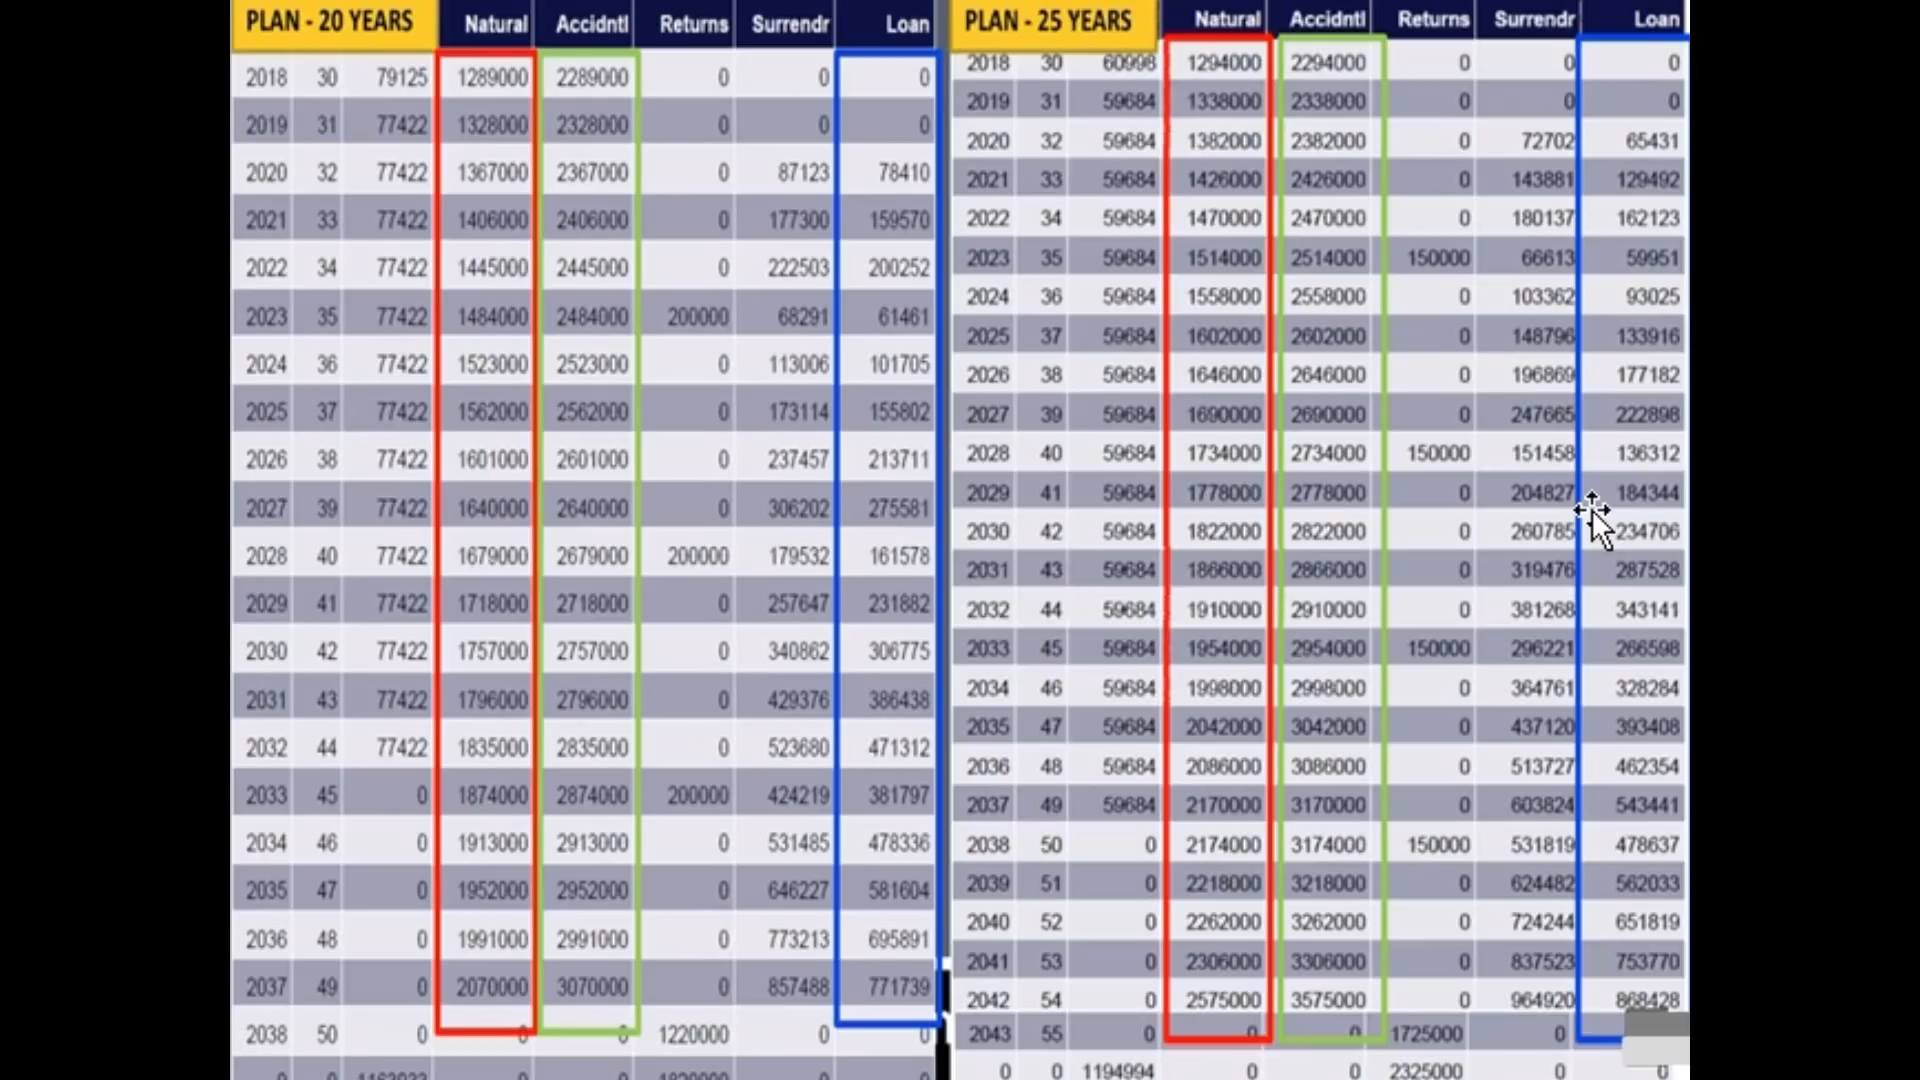 PLAN - 20 YEARS Natural Accidntl Returns Surrendr Loan
2018 30 79125 1289000 2289000 0 0 0
2019 31 77422 1328000 2328000 0 0 0
2020 32 77422 1367000 2367000 0 87123 78410
2021 33 77422 1406000 2406000 0 177300 159570
2022 34 77422 1445000 2445000 0 222503 200252
2023 35 77422 1484000 2484000 200000 68291 61461
2024 36 77422 1523000 2523000 0 113006 101705
2025 37 77422 1562000 2562000 0 173114 155802
2026 38 77422 1601000 2601000 0 237457 213711
2027 39 77422 1640000 2640000 0 306202 275581
2028 40 77422 1679000 2679000 200000 179532 161578
2029 41 77422 1718000 2718000 0 257647 231882
2030 42 77422 1757000 2757000 0 340862 306775
2031 43 77422 1796000 2796000 0 429376 386438
2032 44 77422 1835000 2835000 0 523680 471312
2033 45 0 1874000 2874000 200000 424219 381797
2034 46 0 1913000 2913000 0 531485 478336
2035 47 0 1952000 2952000 0 646227 581604
2036 48 0 1991000 2991000 0 773213 695891
2037 49 0 2070000 3070000 0 857488 771739
2038 50 0 0 0 1220000 0 0
PLAN - 25 YEARS Natural Accidntl Returns Surrendr Loan
2018 30 60998 1294000 2294000 0 0 0
2019 31 59684 1338000 2338000 0 0 0
2020 32 59684 1382000 2382000 0 72702 65431
2021 33 59684 1426000 2426000 0 143881 129492
2022 34 59684 1470000 2470000 0 180137 162123
2023 35 59684 1514000 2514000 150000 66613 59951
2024 36 59684 1558000 2558000 0 103362 93025
2025 37 59684 1602000 2602000 0 148796 133916
2026 38 59684 1646000 2646000 0 196869 177182
2027 39 59684 1690000 2690000 0 247665 222898
2028 40 59684 1734000 2734000 150000 151458 136312
2029 41 59684 1778000 2778000 0 204827 184344
2030 42 59684 1822000 2822000 0 260785 234706
2031 43 59684 1866000 2866000 0 319476 287528
2032 44 59684 1910000 2910000 0 381268 343141
2033 45 59684 1954000 2954000 150000 296221 266598
2034 46 59684 1998000 2998000 0 364761 328284
2035 47 59684 2042000 3042000 0 437120 393408
2036 48 59684 2086000 3086000 0 513727 462354
2037 49 59684 2170000 3170000 0 603824 543441
2038 50 0 2174000 3174000 150000 531819 478637
2039 51 0 2218000 3218000 0 624482 562033
2040 52 0 2262000 3262000 0 724244 651819
2041 53 0 2306000 3306000 0 837523 753770
2042 54 0 2575000 3575000 0 964920 868428
2043 55 0 0 0 1725000 0
0 0 1194994 0 0 2325000 0 0